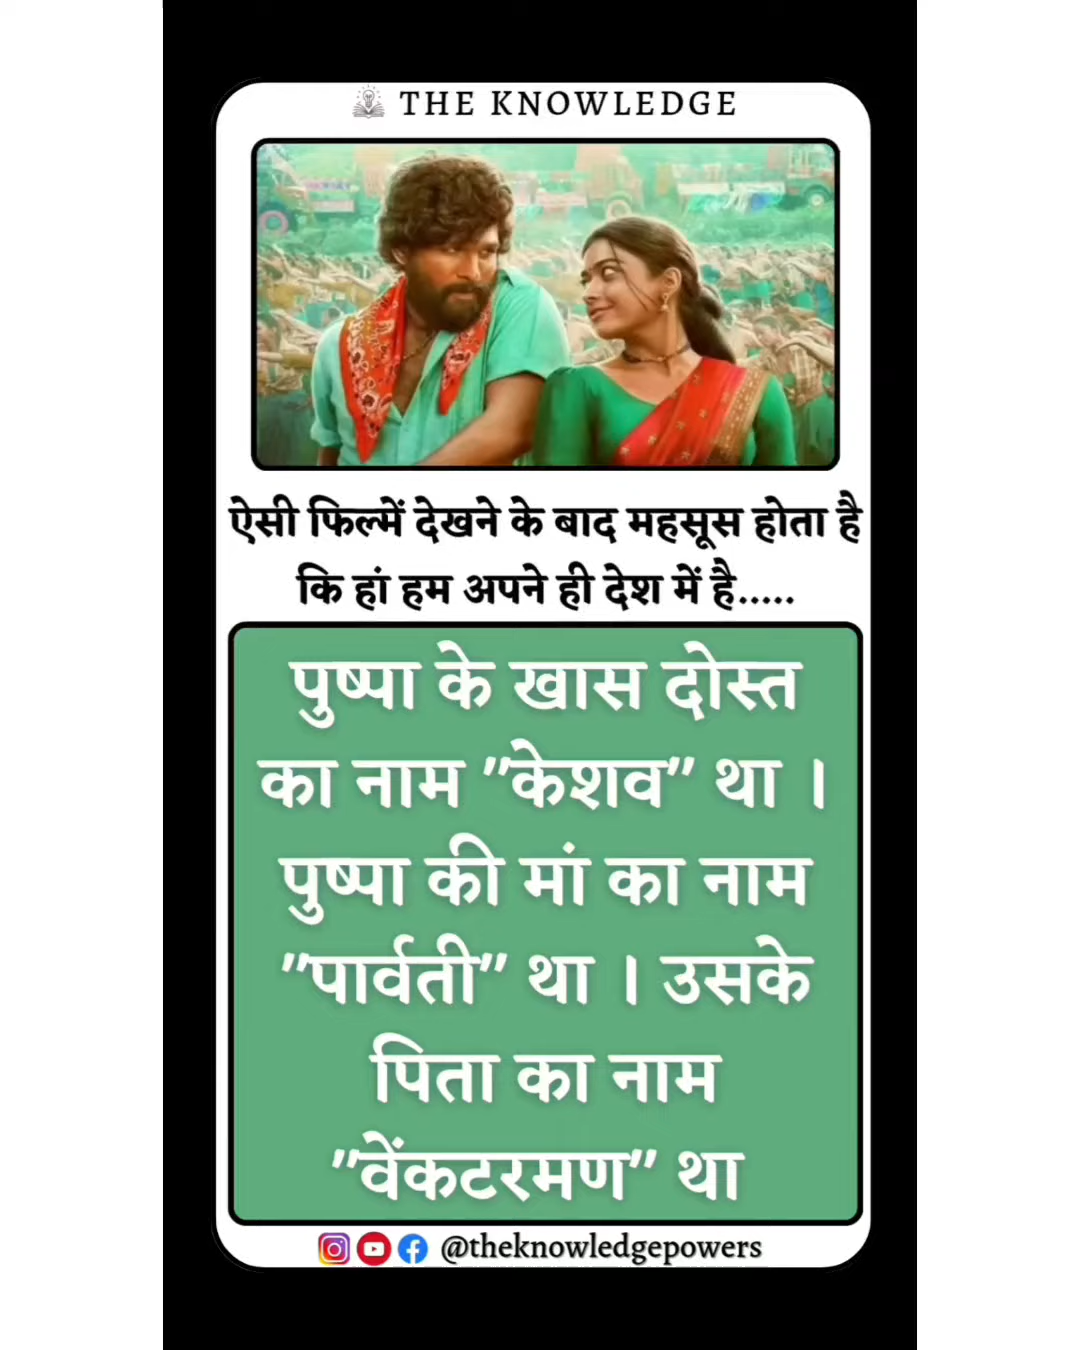 THE KNOWLEDGE
ऐसी फिल्में देखने के बाद महसूस होता है
कि हां हम अपने ही देश में है.....
पुष्पा के खास दोस्त
का नाम "केशव" था ।
पुष्पा की मां का नाम
"पार्वती" था । उसके
पिता का नाम
"वेंकटरमण" था
@theknowledgepowers